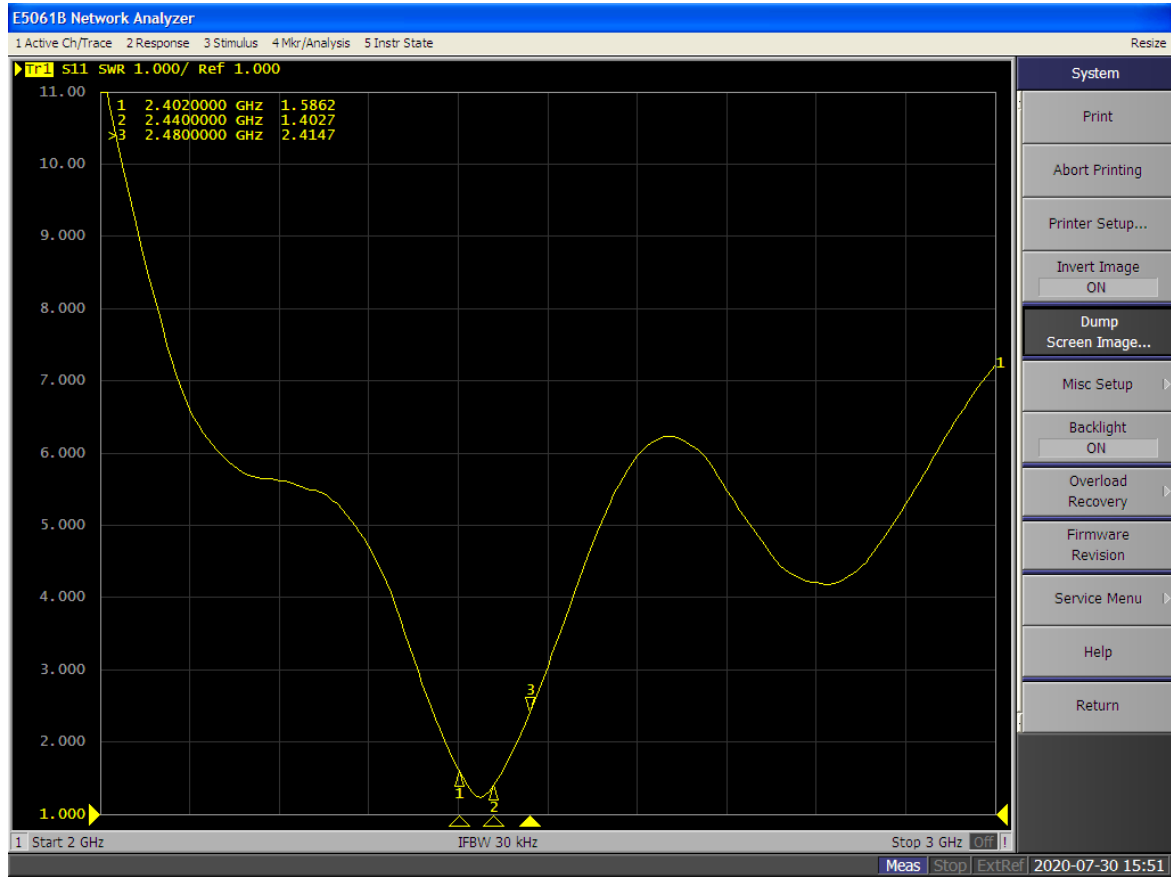 E5061B Network Analyzer
1 Active Ch/Trace 2 Response 3 Stimulus 4 Mkr/Analysis 5 Instr State
Resize
Tr1 S11 SWR 1.000/ Ref 1.000
11.00
1 2.4020000 GHz 1.5862
2 2.4400000 GHz 1.4027
>3 2.4800000 GHz 2.4147
10.00
9.000
8.000
7.000
6.000
5.000
4.000
3.000
2.000
1.000
1
3
1
2
1 Start 2 GHz
IFBW 30 kHz
Stop 3 GHz Off !
Meas Stop ExtRef 2020-07-30 15:51
System
Print
Abort Printing
Printer Setup...
Invert Image
ON
Dump
Screen Image...
Misc Setup
Backlight
ON
Overload
Recovery
Firmware
Revision
Service Menu
Help
Return